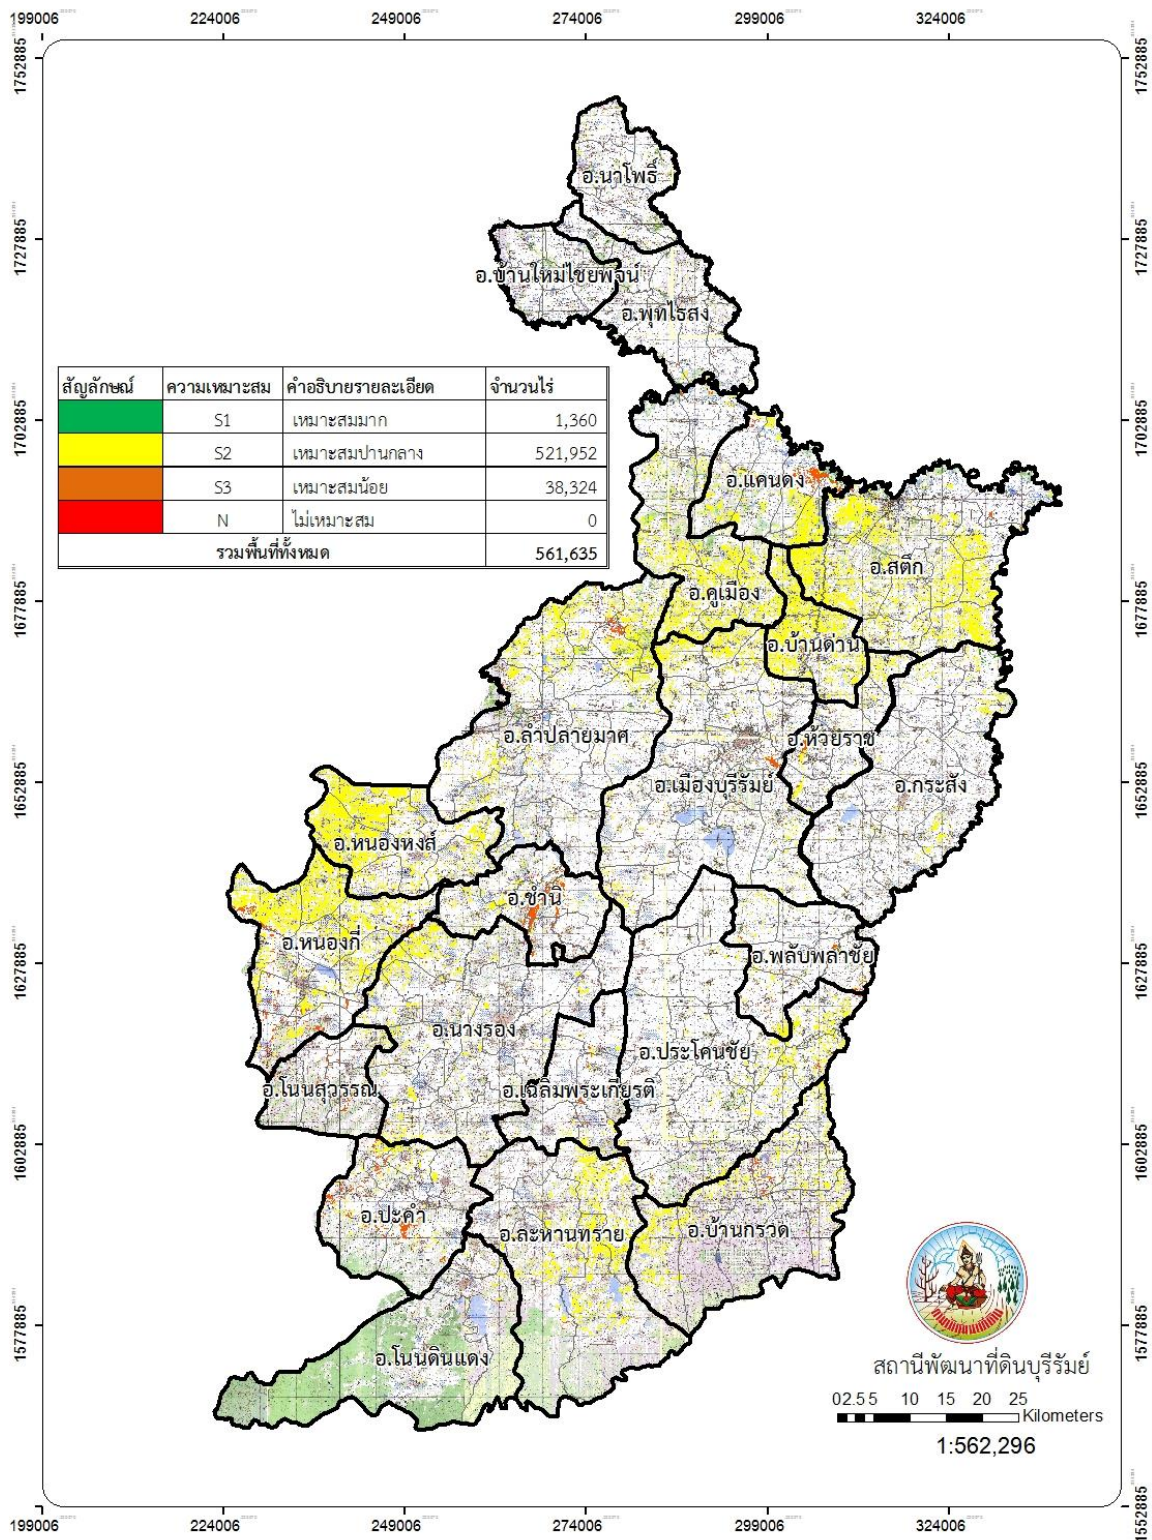 199006 224006 249006 274006 299006 324006
1752885 1752885
อ.นาโพธิ์
1727885 1727885
อ.บ้านใหม่ไชยพจน์
อ.พุทไธสง
สัญลักษณ์ ความเหมาะสม คำอธิบายรายละเอียด จำนวนไร่
S1 เหมาะสมมาก 1,360
S2 เหมาะสมปานกลาง 521,952
S3 เหมาะสมน้อย 38,324
N ไม่เหมาะสม 0
รวมพื้นที่ทั้งหมด 561,635
1702885 1702885
อ.แคนดง
อ.สตึก
อ.คูเมือง
1677885 1677885
อ.บ้านด่าน
อ.ลำปลายมาศ
อ.ห้วยราช
อ.เมืองบุรีรัมย์
อ.กระสัง
1652885 1652885
อ.หนองหงส์
อ.ชำนิ
อ.หนองกี่
อ.พลับพลาชัย
1627885 1627885
อ.นางรอง
อ.ประโคนชัย
อ.โนนสุวรรณ
อ.เฉลิมพระเกียรติ
1602885 1602885
อ.ปะคำ
อ.ละหานทราย
อ.บ้านกรวด
1577885 1577885
อ.โนนดินแดง
สถานีพัฒนาที่ดินบุรีรัมย์
0 2.5 5 10 15 20 25
Kilometers
1:562,296
1552885 1552885
199006 224006 249006 274006 299006 324006